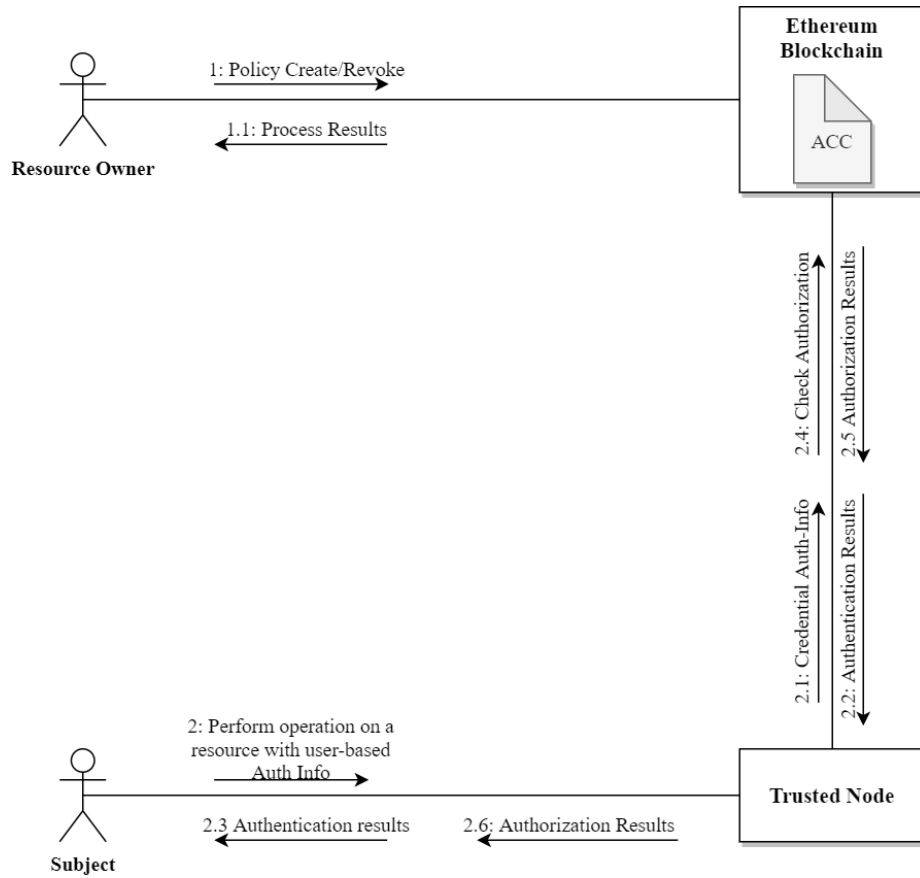 Ethereum
Blockchain
ACC
1: Policy Create/Revoke
1.1: Process Results
Resource Owner
2.4: Check Authorization
2.5 Authorization Results
2.1: Credential Auth-Info
2.2: Authentication Results
2: Perform operation on a
resource with user-based
Auth Info
Trusted Node
2.3 Authentication results
2.6: Authorization Results
Subject